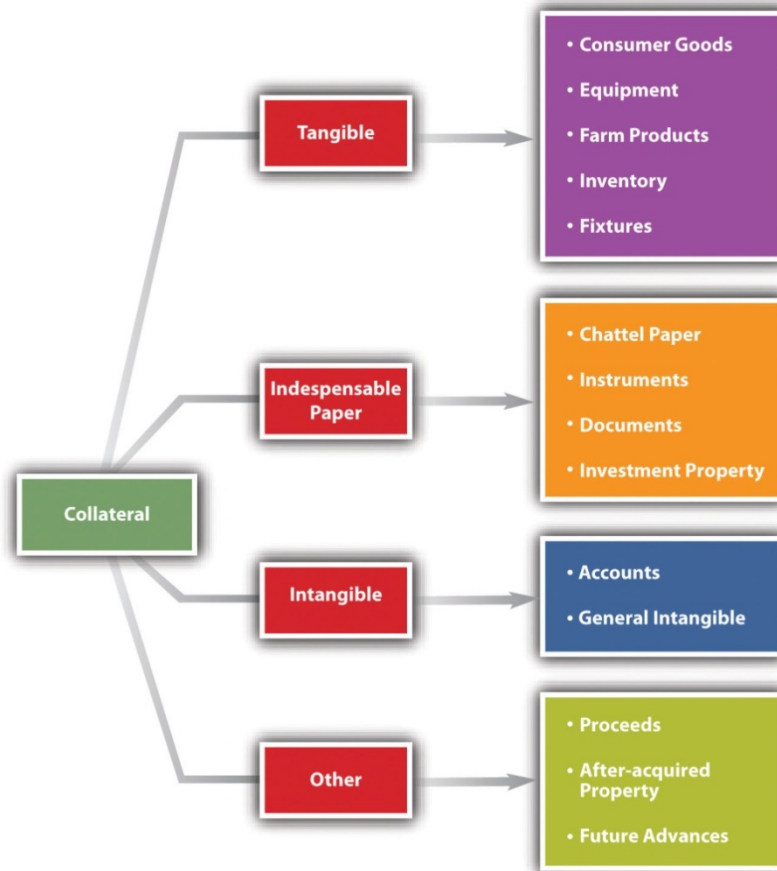 Collateral
Tangible
• Consumer Goods
• Equipment
• Farm Products
• Inventory
• Fixtures
Indespensable
Paper
• Chattel Paper
• Instruments
• Documents
• Investment Property
Intangible
• Accounts
• General Intangible
Other
• Proceeds
• After-acquired
Property
• Future Advances